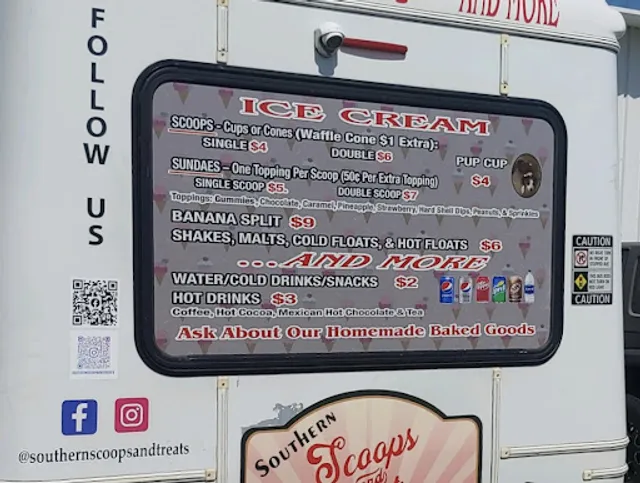 AND MORE
FOLLOW US
ICE CREAM
SCOOPS - Cups or Cones (Waffle Cone $1 Extra):
SINGLE $4 DOUBLE $6
SUNDAES – One Topping Per Scoop (50¢ Per Extra Topping)
SINGLE SCOOP $5. DOUBLE SCOOP $7
PUP CUP
$4
Toppings: Gummies, Chocolate, Caramel, Pineapple, Strawberry, Hard Shell Dips, Peanuts, & Sprinkles
BANANA SPLIT $9
SHAKES, MALTS, COLD FLOATS, & HOT FLOATS $6
...AND MORE
WATER/COLD DRINKS/SNACKS $2
HOT DRINKS $3
Coffee, Hot Cocoa, Mexican Hot Chocolate & Tea
Ask About Our Homemade Baked Goods
CAUTION
CAUTION
@southernscoopsandtreats
SOUTHERN
Scoops
and